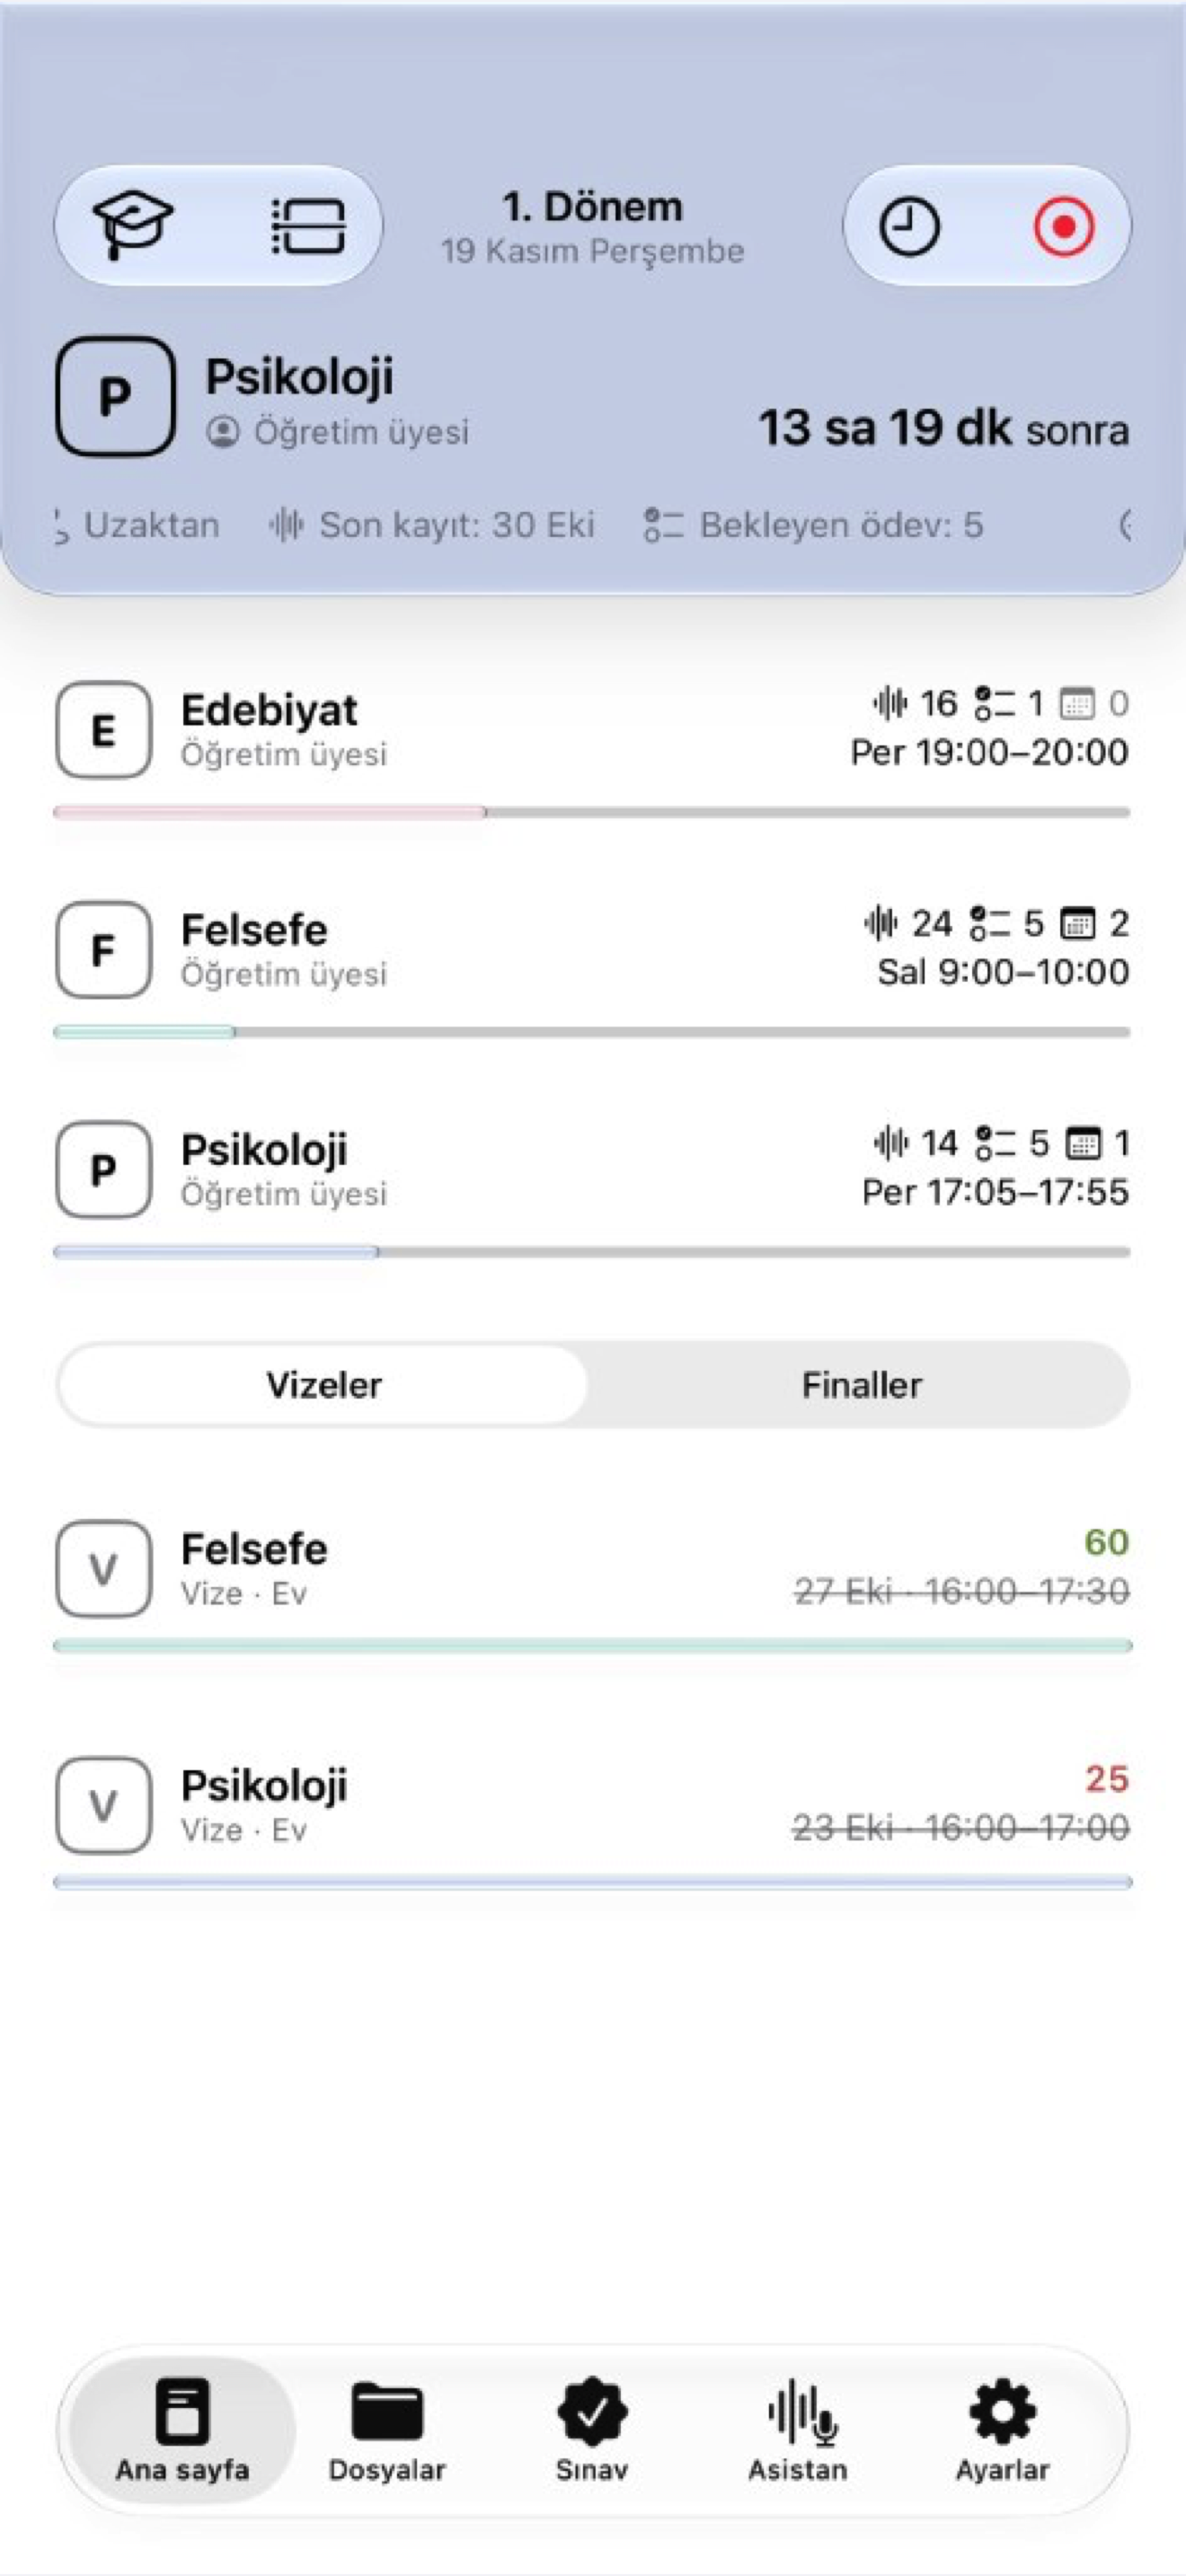 1. Dönem
19 Kasım Perşembe
P
Psikoloji
Öğretim üyesi
13 sa 19 dk sonra
Uzaktan Son kayıt: 30 Eki Bekleyen ödev: 5
E
Edebiyat
Öğretim üyesi
16 1 0
Per 19:00–20:00
F
Felsefe
Öğretim üyesi
24 5 2
Sal 9:00–10:00
P
Psikoloji
Öğretim üyesi
14 5 1
Per 17:05–17:55
Vizeler Finaller
V
Felsefe
Vize · Ev
60
27 Eki · 16:00–17:30
V
Psikoloji
Vize · Ev
25
23 Eki · 16:00–17:00
Ana sayfa Dosyalar Sınav Asistan Ayarlar